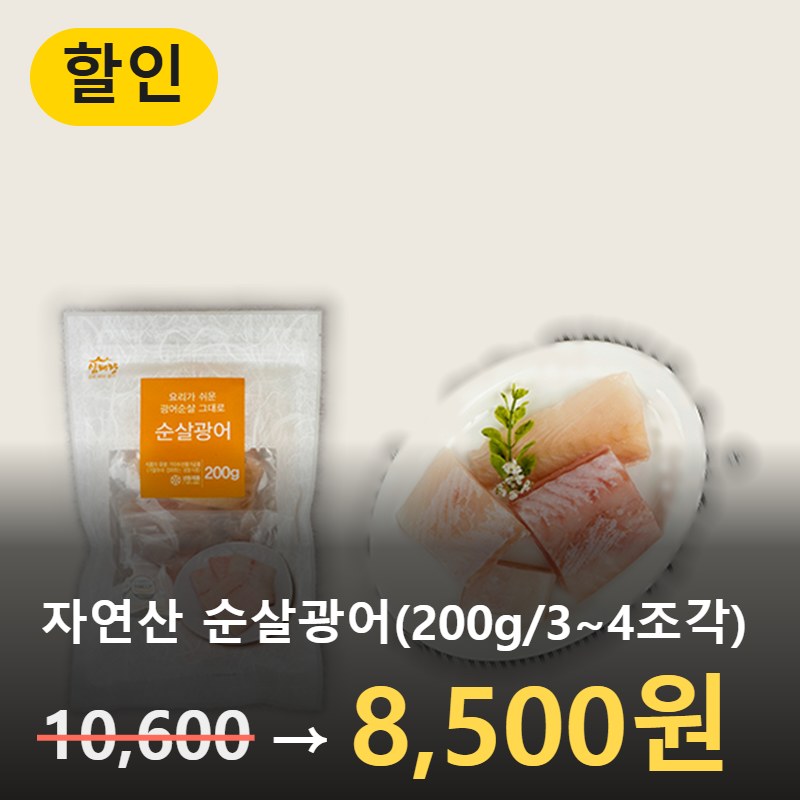 할인
요리가 쉬운
광어순살 그대로
순살광어
200g
자연산 순살광어(200g/3~4조각)
10,600 → 8,500원